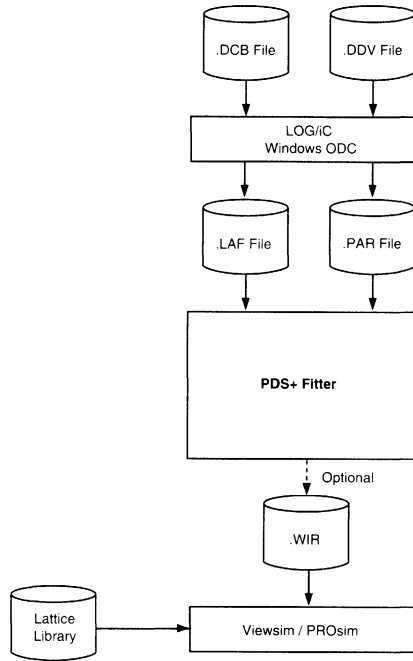 .DCB File
.DDV File
LOG/iC
Windows ODC
.LAF File
.PAR File
PDS+ Fitter
Optional
.WIR
Lattice
Library
Viewsim / PROsim